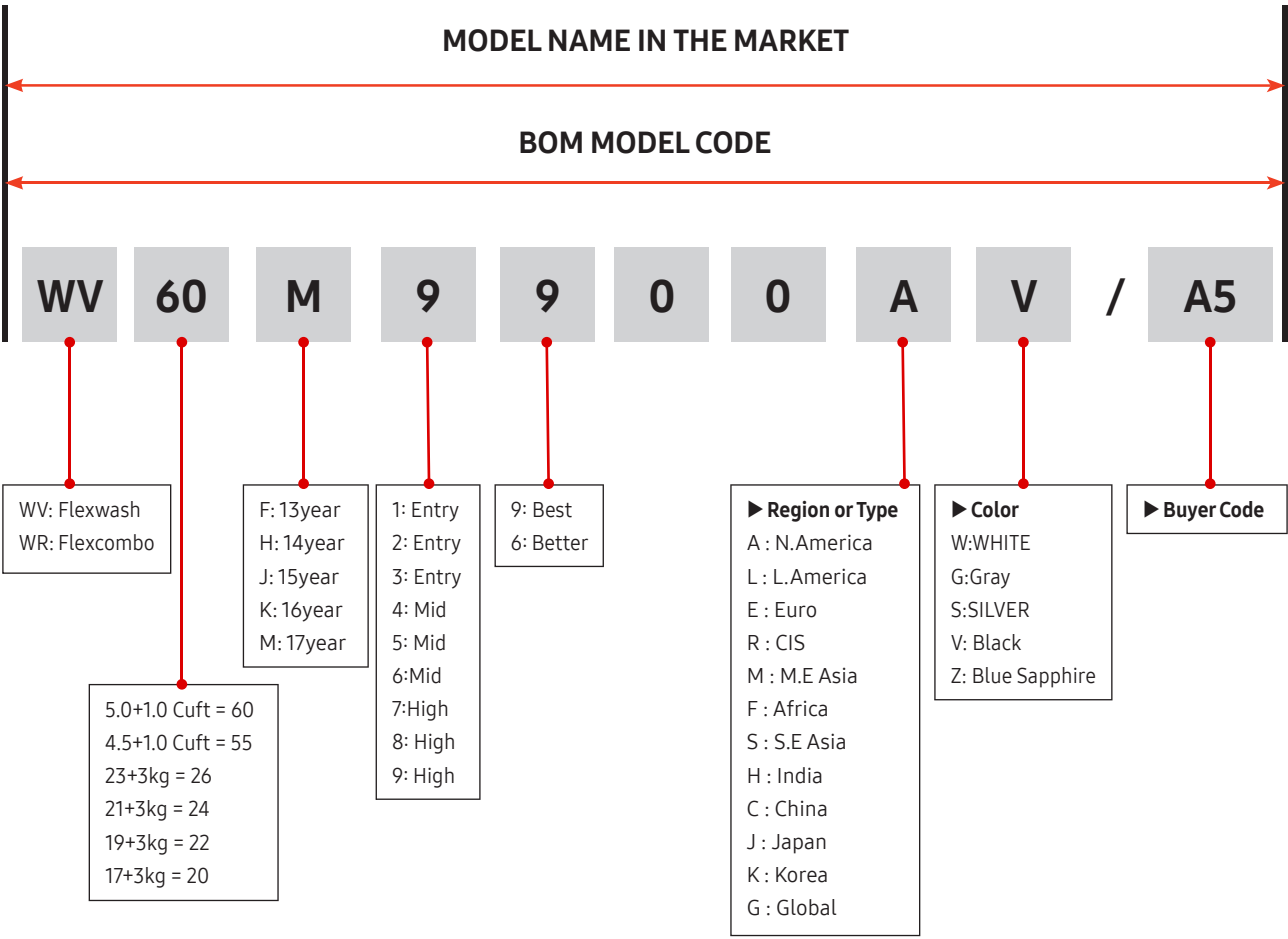 MODEL NAME IN THE MARKET
BOM MODEL CODE
WV 60 M 9 9 0 0 A V / A5
WV: Flexwash
WR: Flexcombo
5.0+1.0 Cuft = 60
4.5+1.0 Cuft = 55
23+3kg = 26
21+3kg = 24
19+3kg = 22
17+3kg = 20
F: 13year
H: 14year
J: 15year
K: 16year
M: 17year
1: Entry
2: Entry
3: Entry
4: Mid
5: Mid
6:Mid
7:High
8: High
9: High
9: Best
6: Better
▶ Region or Type
A : N.America
L : L.America
E : Euro
R : CIS
M : M.E Asia
F : Africa
S : S.E Asia
H : India
C : China
J : Japan
K : Korea
G : Global
▶ Color
W:WHITE
G:Gray
S:SILVER
V: Black
Z: Blue Sapphire
▶ Buyer Code